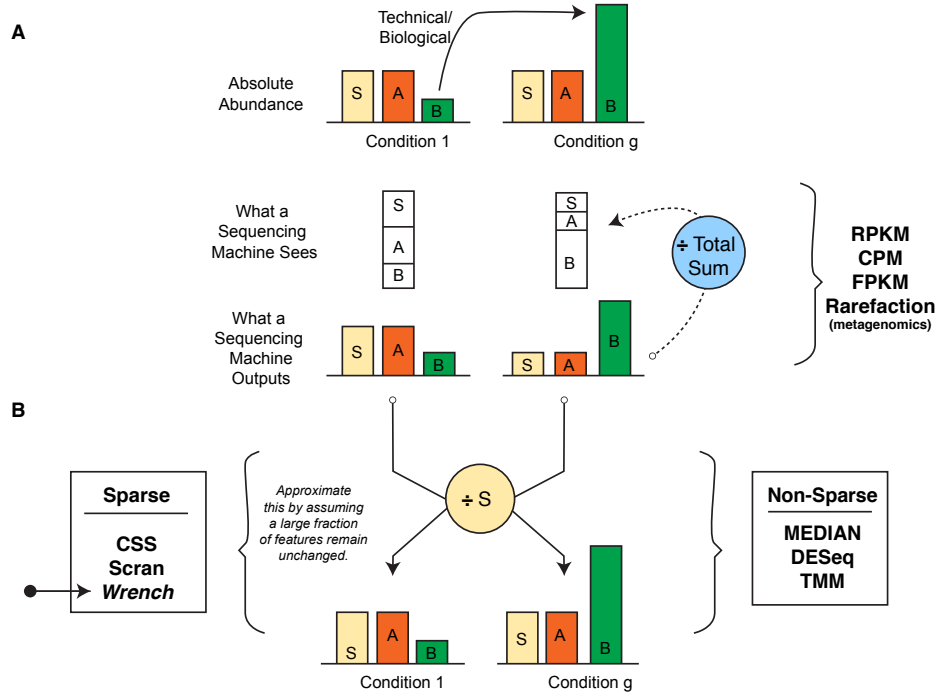 A
Technical/
Biological
Absolute
Abundance
S
A
B
S
A
B
Condition 1
Condition g
What a
Sequencing
Machine Sees
S
A
B
S
A
B
÷ Total
Sum
RPKM
CPM
FPKM
Rarefaction
(metagenomics)
What a
Sequencing
Machine
Outputs
S
A
B
S
A
B
B
Sparse
CSS
Scran
Wrench
Approximate
this by assuming
a large fraction
of features remain
unchanged.
÷ S
Non-Sparse
MEDIAN
DESeq
TMM
S
A
B
S
A
B
Condition 1
Condition g